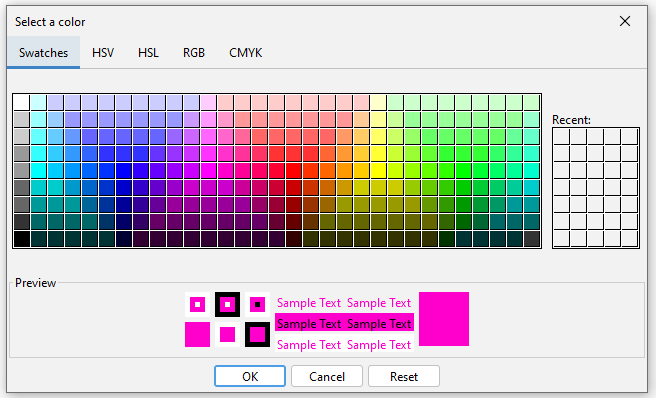 Select a color
Swatches HSV HSL RGB CMYK
Recent:
Preview
Sample Text Sample Text
Sample Text Sample Text
Sample Text Sample Text
OK Cancel Reset